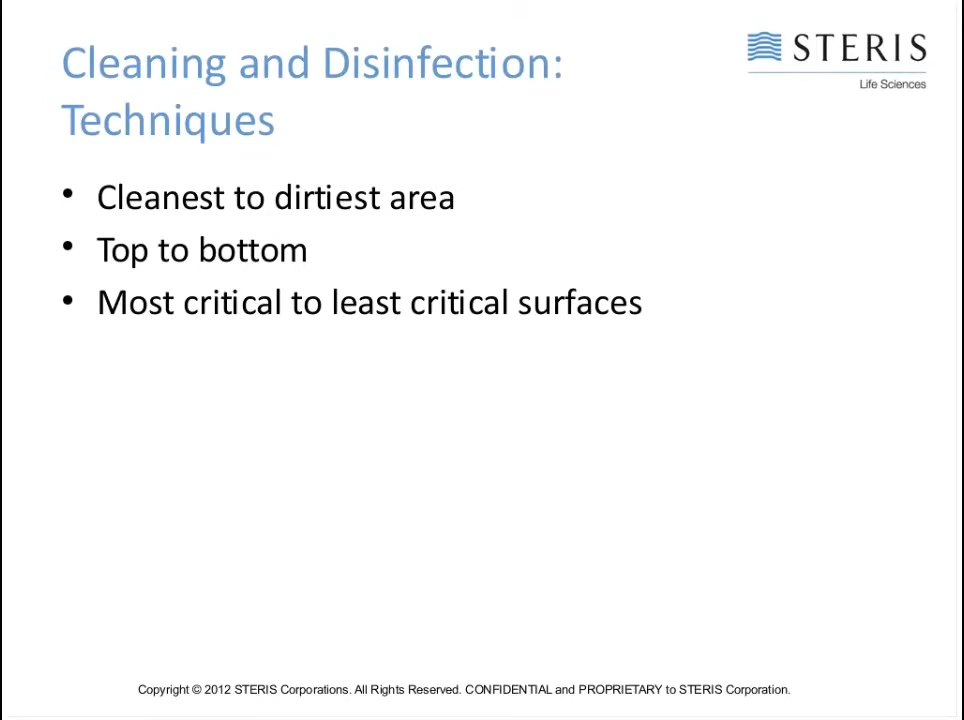 Cleaning and Disinfection:
Techniques
STERIS
Life Sciences
• Cleanest to dirtiest area
• Top to bottom
• Most critical to least critical surfaces
Copyright © 2012 STERIS Corporations. All Rights Reserved. CONFIDENTIAL and PROPRIETARY to STERIS Corporation.